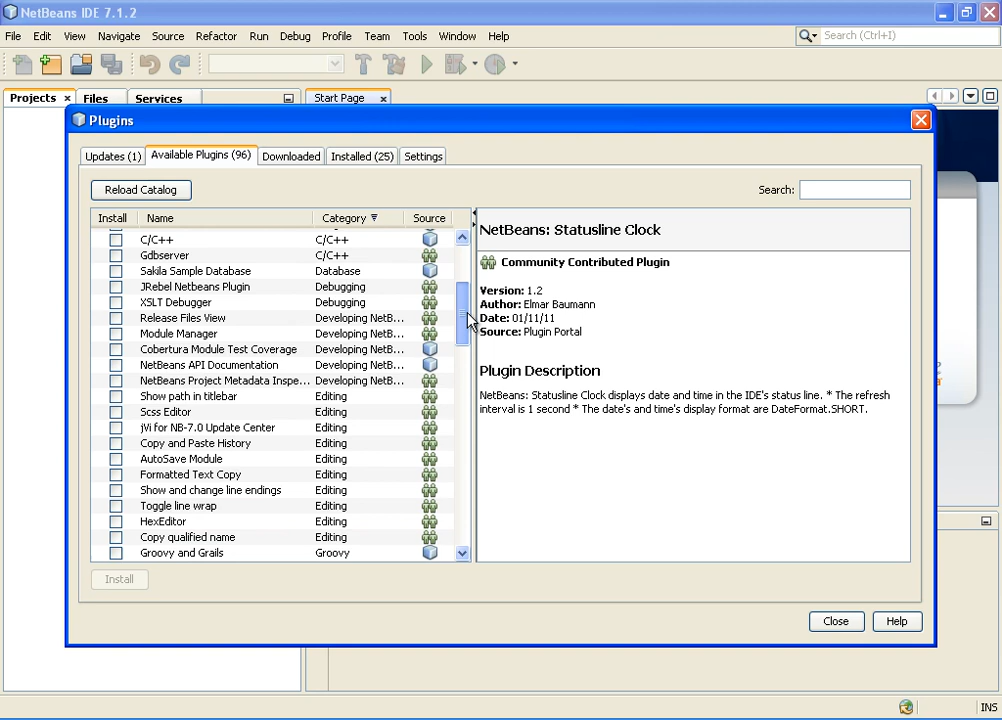 NetBeans IDE 7.1.2
File Edit View Navigate Source Refactor Run Debug Profile Team Tools Window Help
Search (Ctrl+I)
Projects Files Services Start Page
Plugins
Updates (1) Available Plugins (96) Downloaded Installed (25) Settings
Reload Catalog
Search:
Install Name Category Source
C/C++ C/C++
Gdbserver C/C++
Sakila Sample Database Database
JRebel Netbeans Plugin Debugging
XSLT Debugger Debugging
Release Files View Developing NetB...
Module Manager Developing NetB...
Cobertura Module Test Coverage Developing NetB...
NetBeans API Documentation Developing NetB...
NetBeans Project Metadata Inspe... Developing NetB...
Show path in titlebar Editing
Scss Editor Editing
jVi for NB-7.0 Update Center Editing
Copy and Paste History Editing
AutoSave Module Editing
Formatted Text Copy Editing
Show and change line endings Editing
Toggle line wrap Editing
HexEditor Editing
Copy qualified name Editing
Groovy and Grails Groovy
NetBeans: Statusline Clock
Community Contributed Plugin
Version: 1.2
Author: Elmar Baumann
Date: 01/11/11
Source: Plugin Portal
Plugin Description
NetBeans: Statusline Clock displays date and time in the IDE's status line. * The refresh
interval is 1 second * The date's and time's display format are DateFormat.SHORT.
Install
Close Help
INS